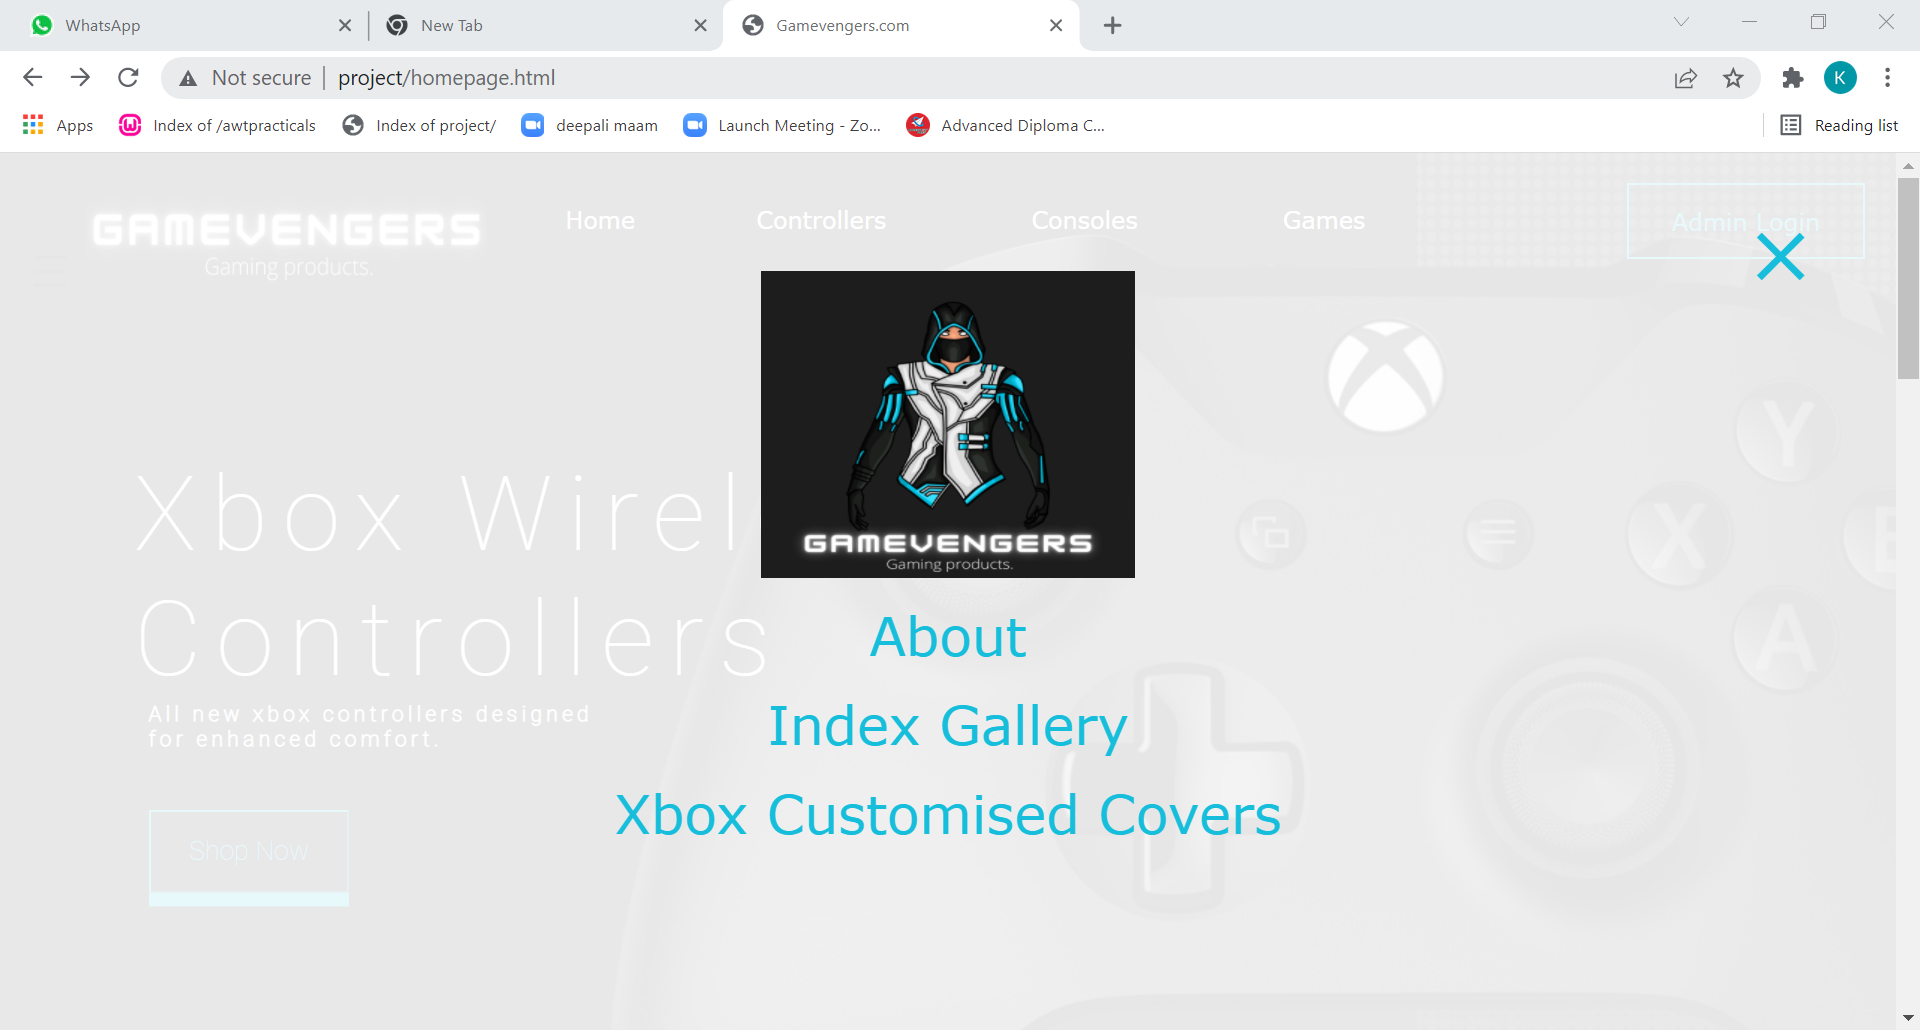 WhatsApp
New Tab
Gamevengers.com
Not secure
project/homepage.html
K
Apps
Index of /awtpracticals
Index of project/
deepali maam
Launch Meeting - Zo...
Advanced Diploma C...
Reading list
GAMEVENGERS
Gaming products.
Home
Controllers
Consoles
Games
Admin Login
GAMEVENGERS
Gaming products.
Xbox Wirel
Controllers
All new xbox controllers designed
for enhanced comfort.
Shop Now
About
Index Gallery
Xbox Customised Covers
Y
X
B
A